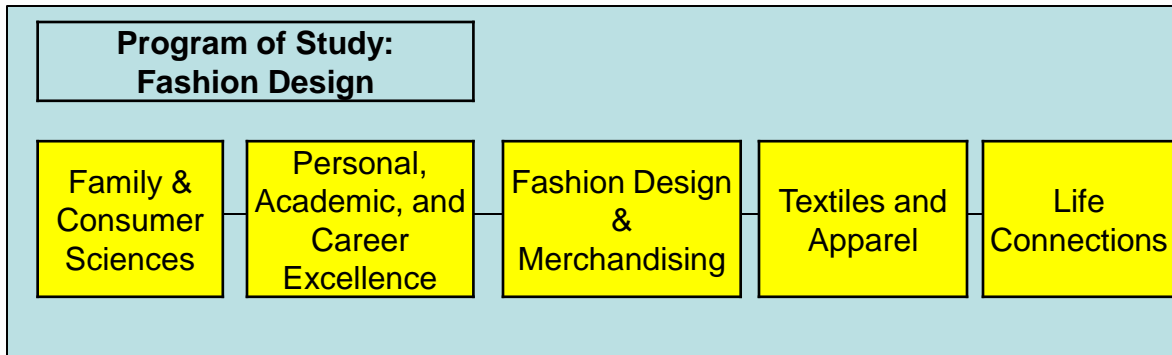 Program of Study:
Fashion Design
Family &
Consumer
Sciences
Personal,
Academic, and
Career
Excellence
Fashion Design
&
Merchandising
Textiles and
Apparel
Life
Connections